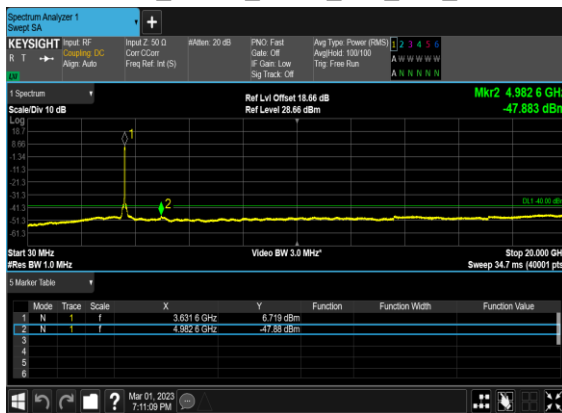 Spectrum Analyzer 1
Swept SA
KEYSIGHT Input: RF Input Z: 50 Ω #Atten: 20 dB PNO: Fast Avg Type: Power (RMS) 1 2 3 4 5 6
R T Coupling: DC Corr CCorr Gate: Off Avg|Hold: 100/100 A W W W W W
Align: Auto Freq Ref: Int (S) IF Gain: Low Trig: Free Run
Sig Track: Off A N N N N N
1 Spectrum Ref Lvl Offset 18.66 dB Mkr2 4.982 6 GHz
Scale/Div 10 dB Ref Level 28.66 dBm -47.883 dBm
Log
18.7
8.66
-1.34
-11.3
-21.3
-31.3
-41.3
-51.3
-61.3
1
2
DL1 -40.00 dBm
Start 30 MHz Video BW 3.0 MHz* Stop 20.000 GHz
#Res BW 1.0 MHz Sweep 34.7 ms (40001 pts)
5 Marker Table
Mode Trace Scale X Y Function Function Width Function Value
1 N 1 f 3.631 6 GHz 6.719 dBm
2 N 1 f 4.982 6 GHz -47.88 dBm
3
4
5
6
? Mar 01, 2023
7:11:09 PM